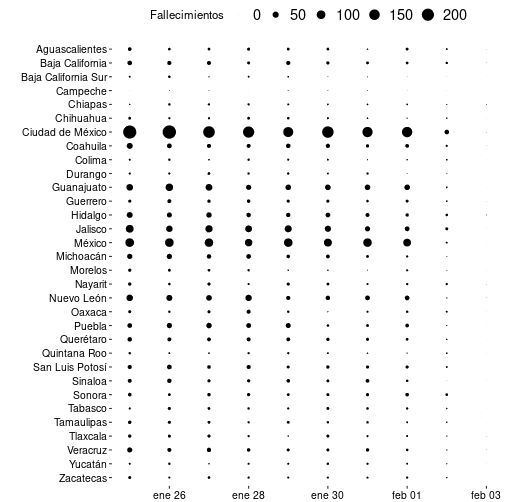 Fallecimientos 0 50 100 150 200
Aguascalientes
Baja California
Baja California Sur
Campeche
Chiapas
Chihuahua
Ciudad de México
Coahuila
Colima
Durango
Guanajuato
Guerrero
Hidalgo
Jalisco
México
Michoacán
Morelos
Nayarit
Nuevo León
Oaxaca
Puebla
Querétaro
Quintana Roo
San Luis Potosí
Sinaloa
Sonora
Tabasco
Tamaulipas
Tlaxcala
Veracruz
Yucatán
Zacatecas
ene 26 ene 28 ene 30 feb 01 feb 03